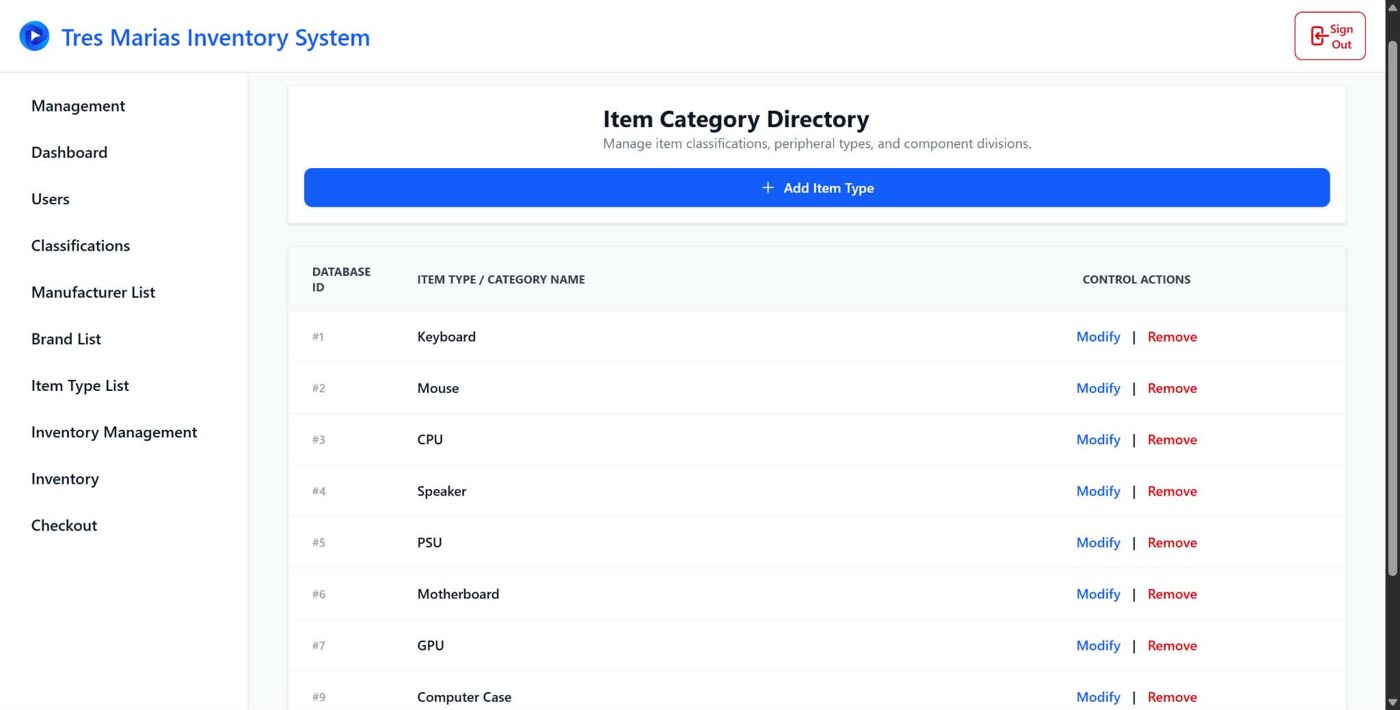 Tres Marias Inventory System
Sign
Out
Management
Dashboard
Users
Classifications
Manufacturer List
Brand List
Item Type List
Inventory Management
Inventory
Checkout
Item Category Directory
Manage item classifications, peripheral types, and component divisions.
+ Add Item Type
DATABASE
ID
ITEM TYPE / CATEGORY NAME
CONTROL ACTIONS
#1 Keyboard Modify | Remove
#2 Mouse Modify | Remove
#3 CPU Modify | Remove
#4 Speaker Modify | Remove
#5 PSU Modify | Remove
#6 Motherboard Modify | Remove
#7 GPU Modify | Remove
#9 Computer Case Modify | Remove